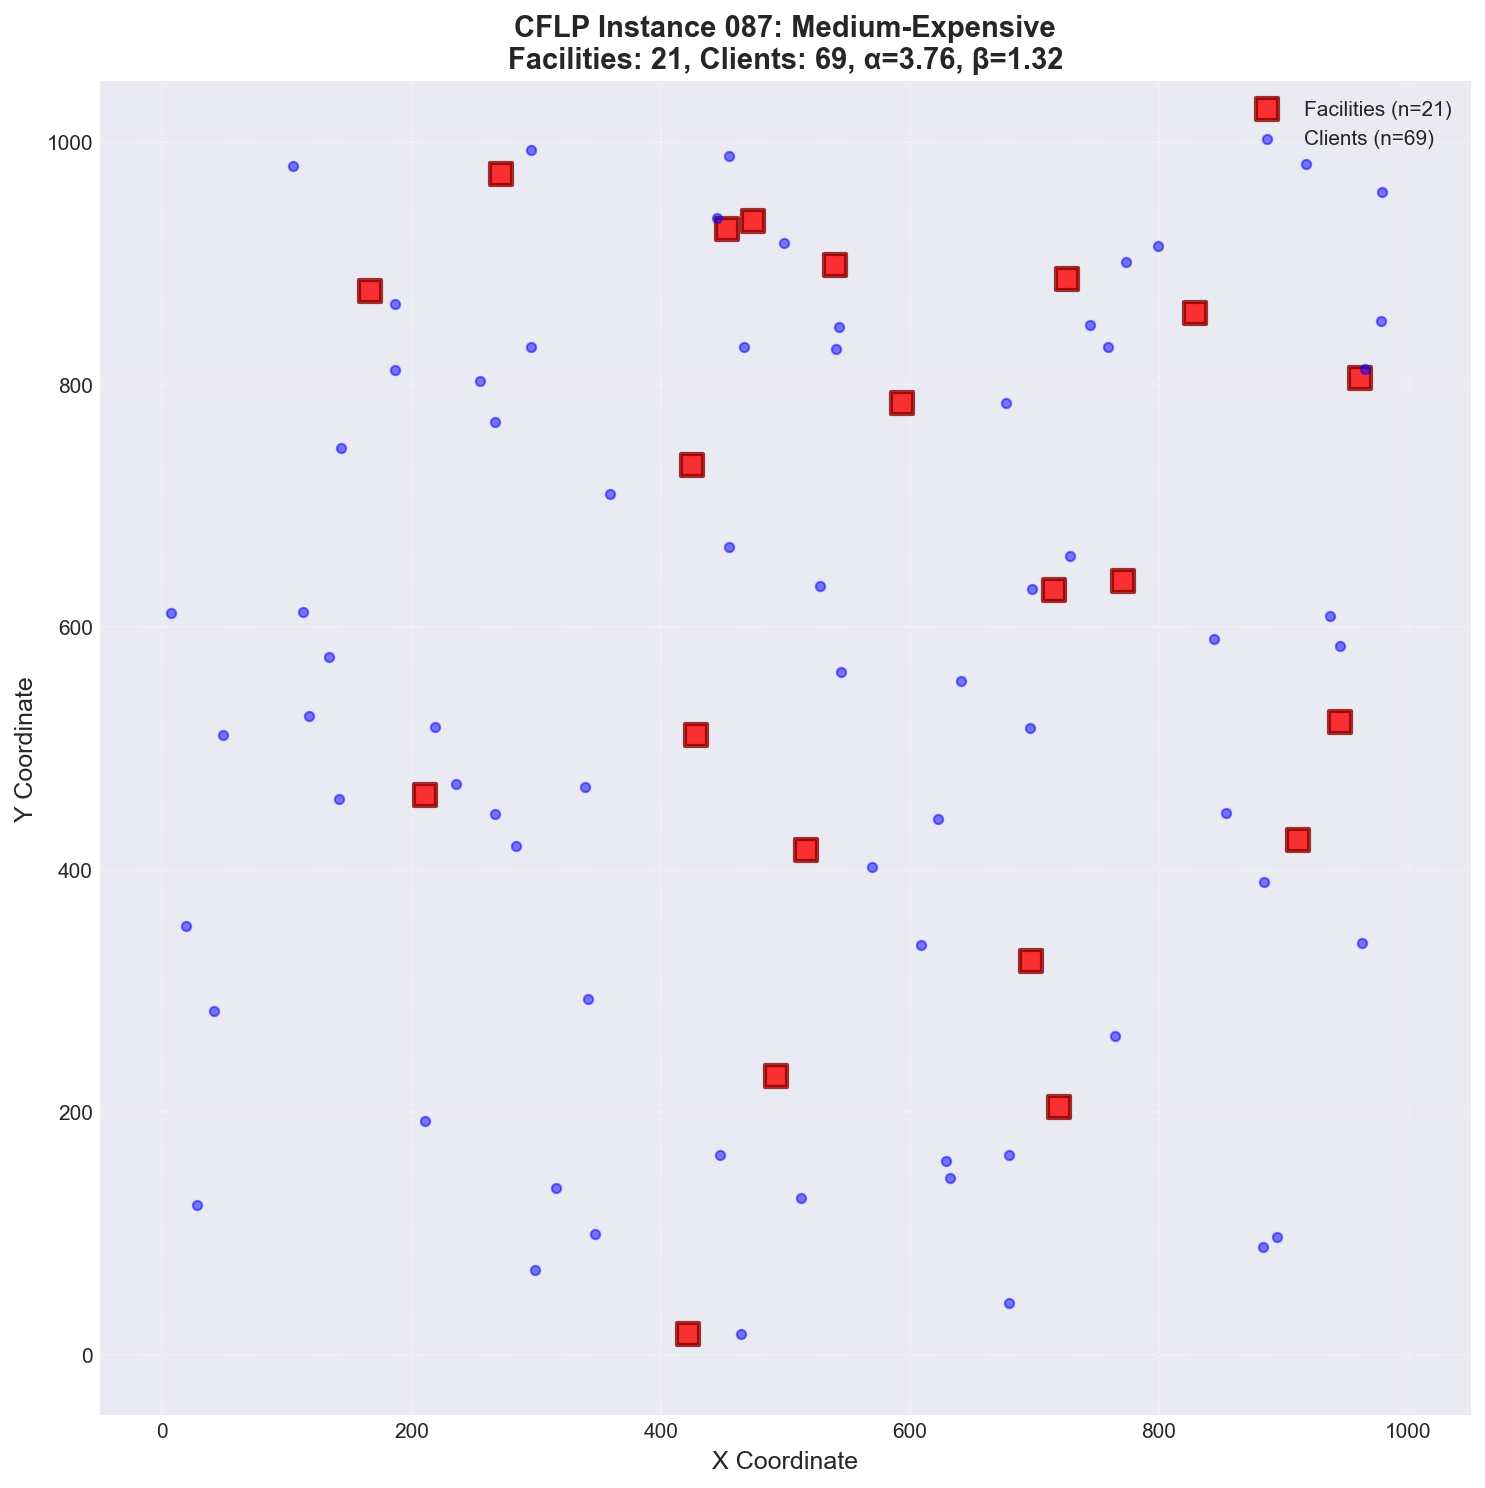 CFLP Instance 087: Medium-Expensive
Facilities: 21, Clients: 69, α=3.76, β=1.32
Facilities (n=21)
Clients (n=69)
1000
800
600
400
200
0
Y Coordinate
0 200 400 600 800 1000
X Coordinate